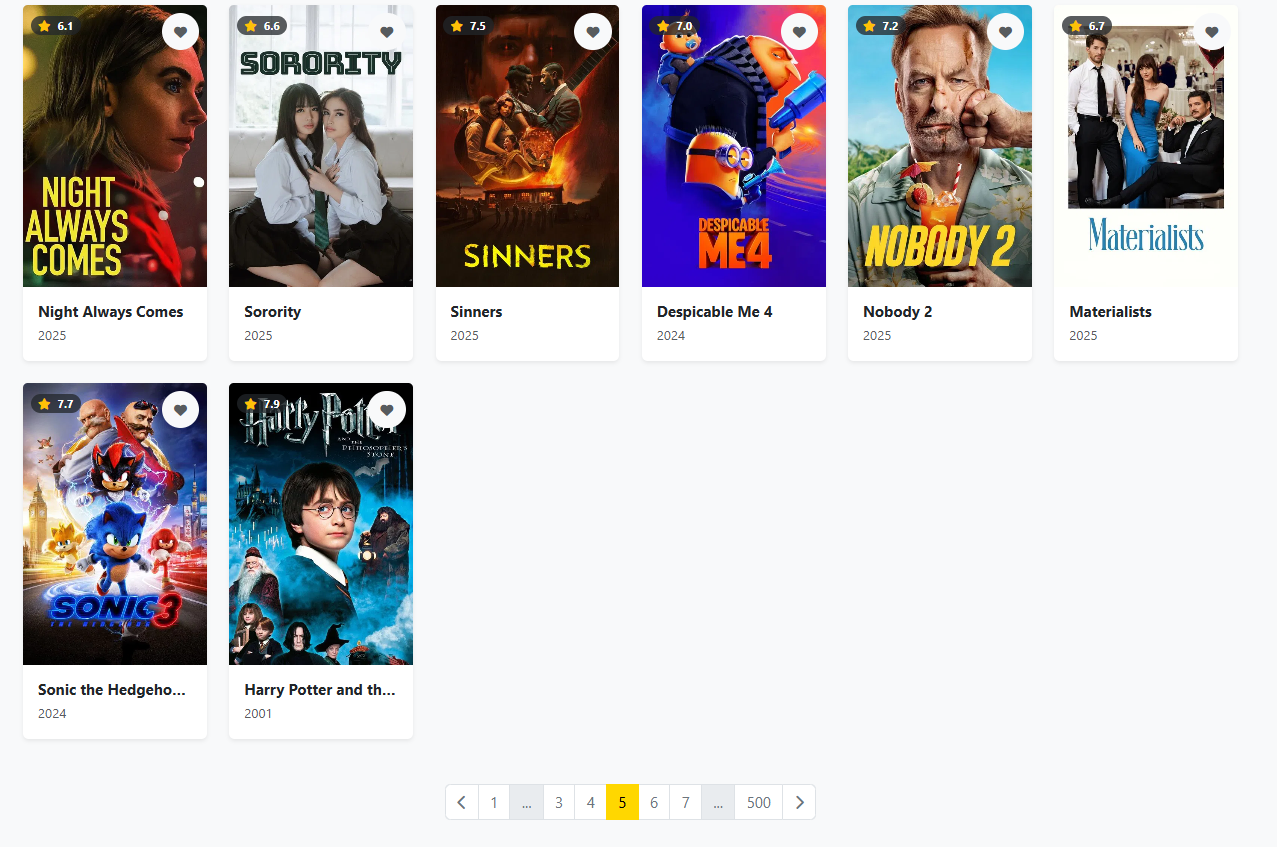 6.1
6.6
7.5
7.0
7.2
6.7
NIGHT
ALWAYS
COMES
SORORITY
SINNERS
DESPICABLE
ME 4
NOBODY 2
Materialists
Night Always Comes
Sorority
Sinners
Despicable Me 4
Nobody 2
Materialists
2025
2025
2025
2024
2025
2025
7.7
7.9
SONIC 3
THE HEDGEHOG
Harry Potter
AND THE
PHILOSOPHER'S
STONE
Sonic the Hedgeho...
Harry Potter and th...
2024
2001
1 ... 3 4 5 6 7 ... 500